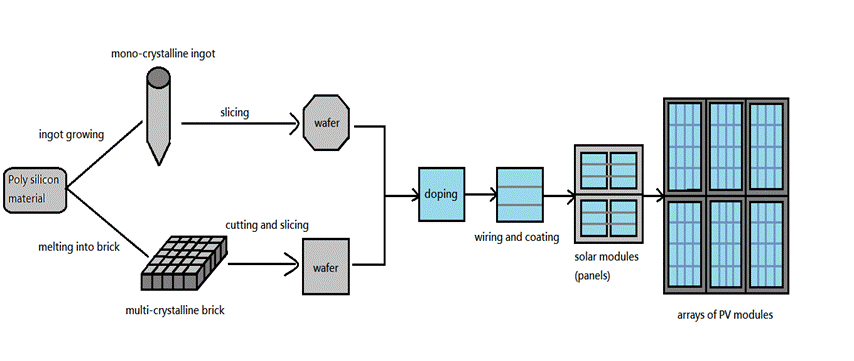 mono-crystalline ingot
slicing
wafer
ingot growing
Poly silicon
material
doping
cutting and slicing
wiring and coating
melting into brick
wafer
solar modules
(panels)
multi-crystalline brick
arrays of PV modules